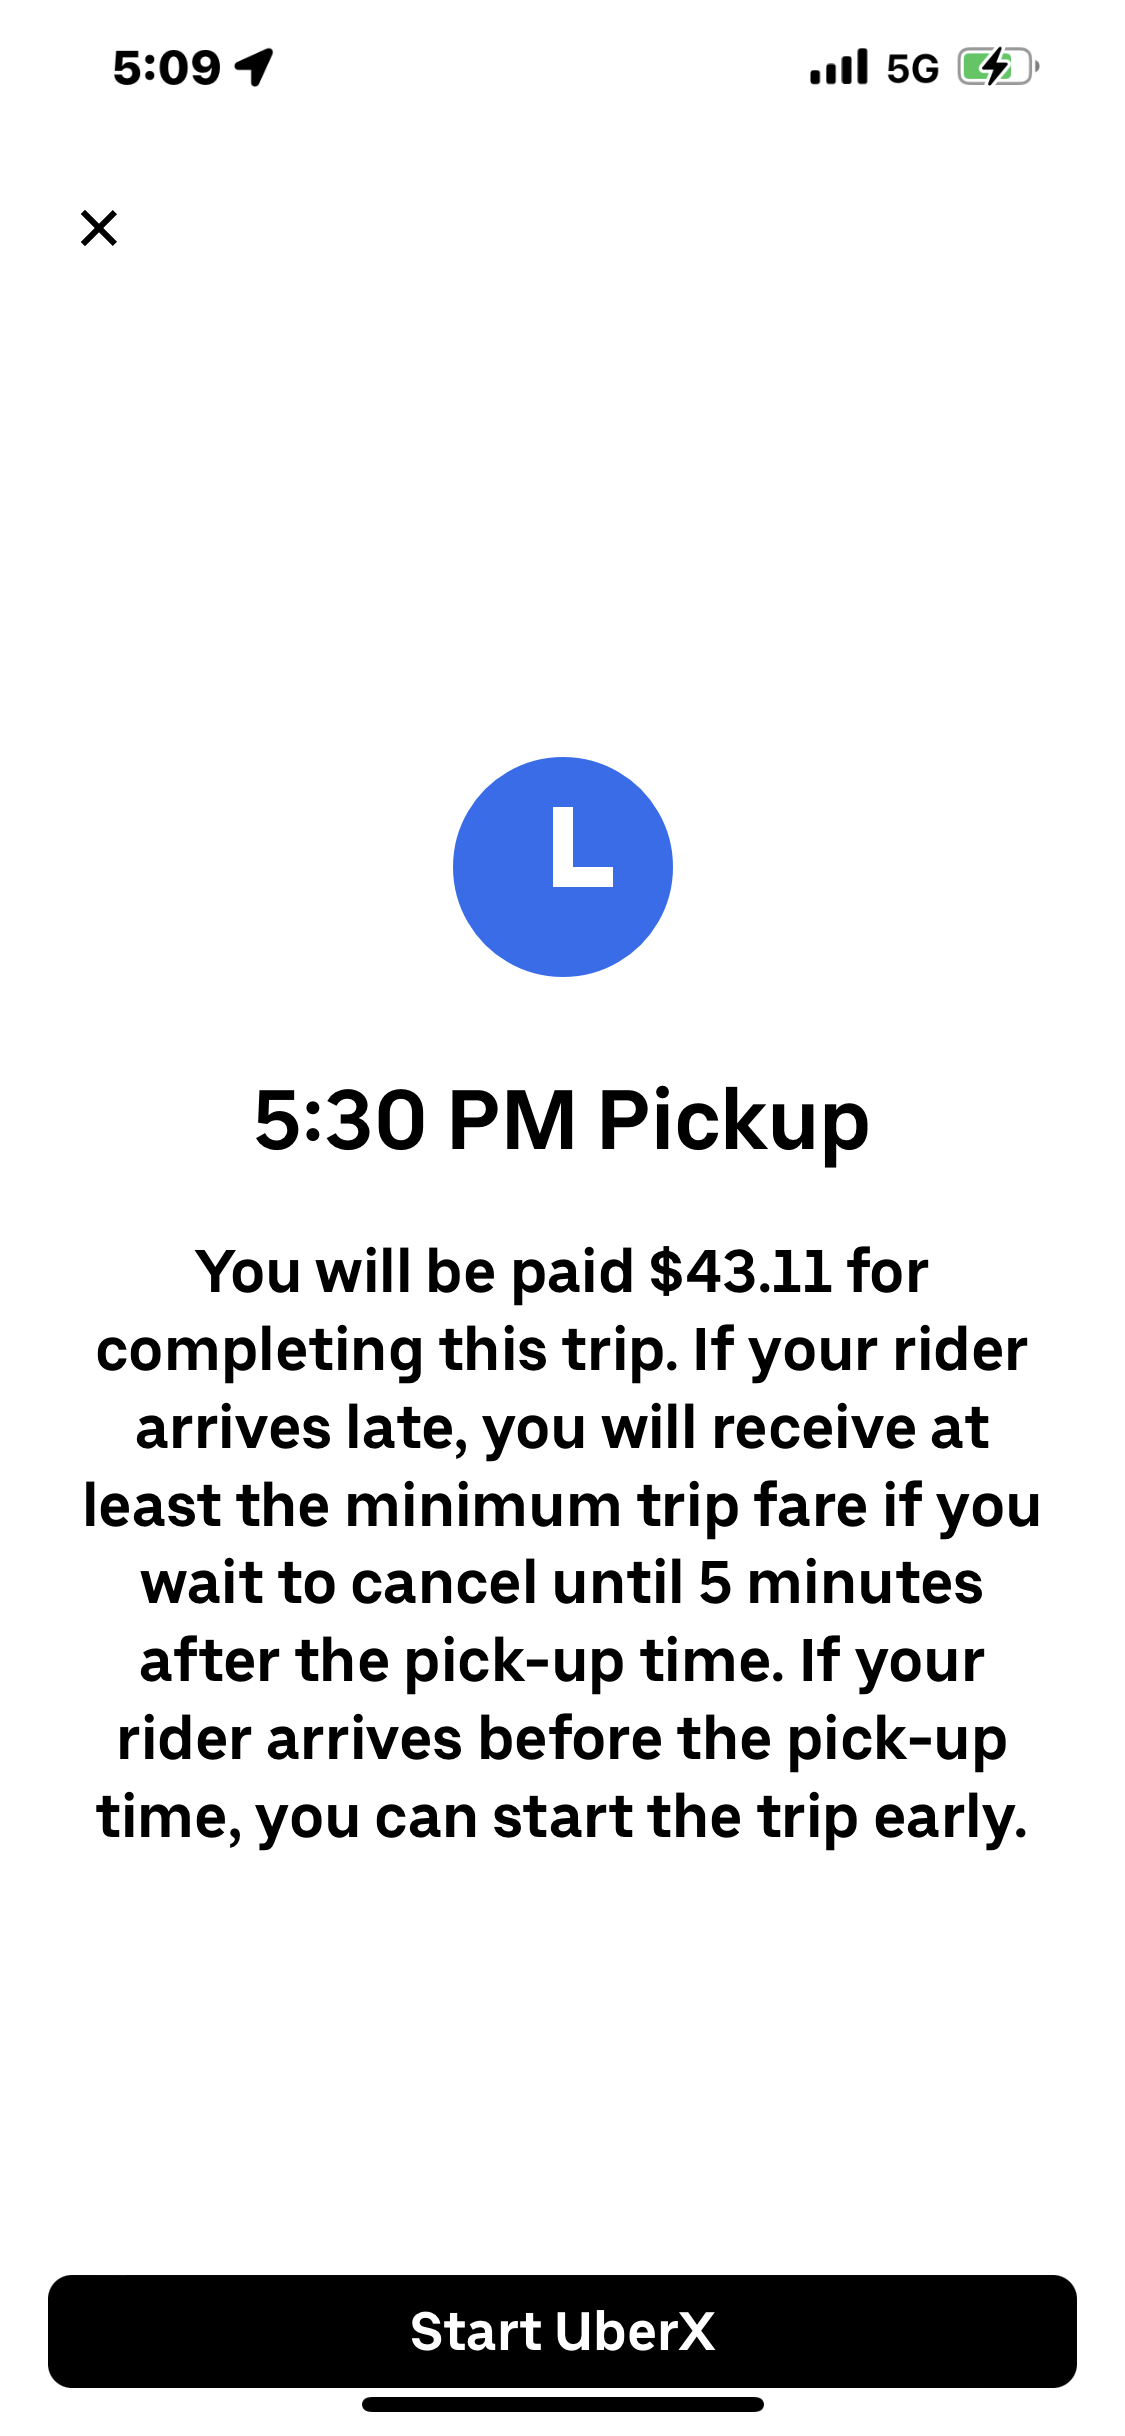 5:09
5G
5:30 PM Pickup
You will be paid $43.11 for
completing this trip. If your rider
arrives late, you will receive at
least the minimum trip fare if you
wait to cancel until 5 minutes
after the pick-up time. If your
rider arrives before the pick-up
time, you can start the trip early.
Start UberX